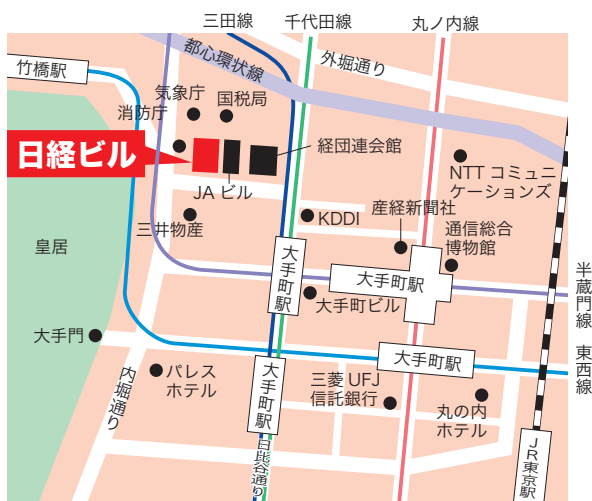 三田線
千代田線
丸ノ内線
竹橋駅
都心環状線
外堀通り
気象庁
消防庁
国税局
日経ビル
経団連会館
JA ビル
NTT コミュニ
ケーションズ
三井物産
KDDI
産経新聞社
通信総合
博物館
皇居
大手町駅
大手町駅
大手町ビル
半蔵門線
東西線
大手門
大手町駅
パレス
ホテル
大手町駅
三菱 UFJ
信託銀行
丸の内
ホテル
内堀通り
日比谷通り
JR東京駅